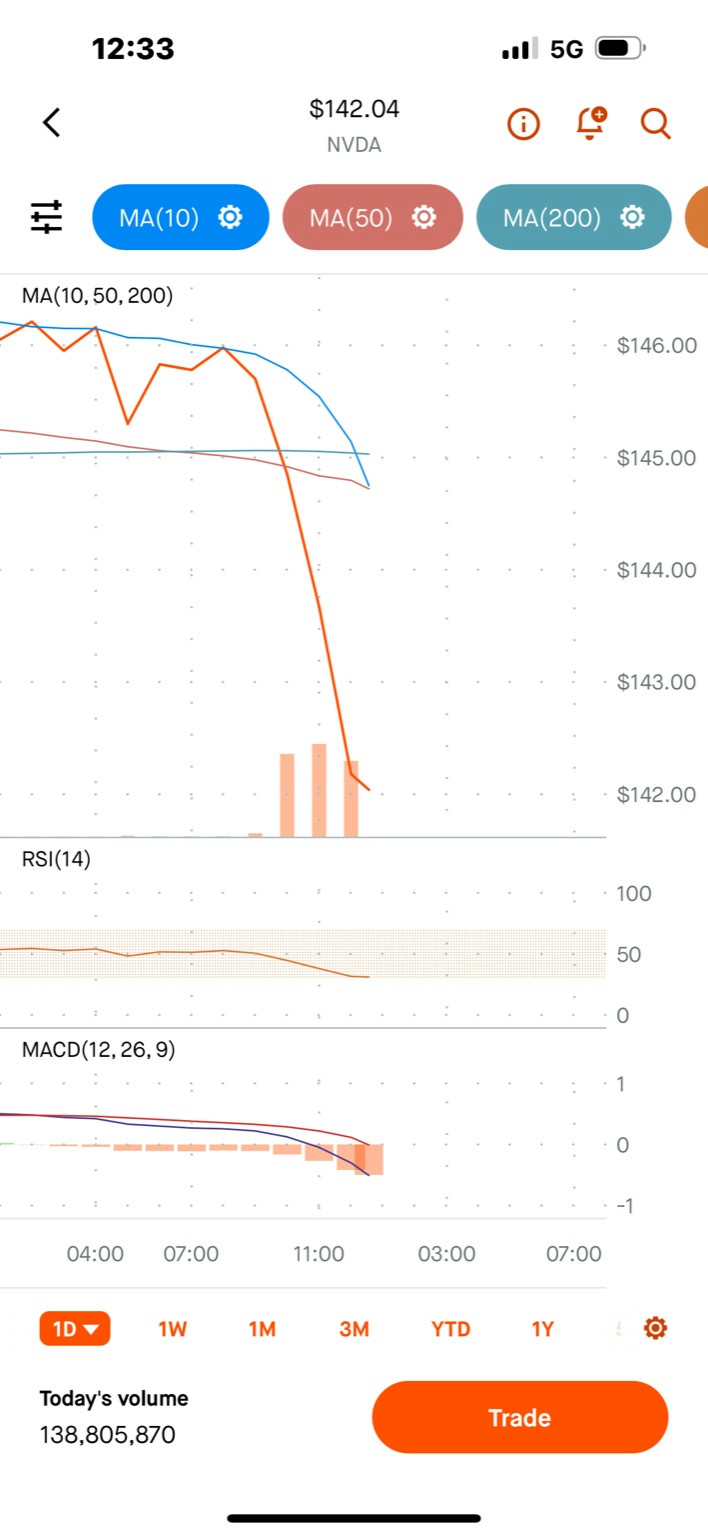 12:33
5G
$142.04
NVDA
MA(10)
MA(50)
MA(200)
MA(10, 50, 200)
$146.00
$145.00
$144.00
$143.00
$142.00
RSI(14)
100
50
0
MACD(12, 26, 9)
1
0
-1
04:00 07:00 11:00 03:00 07:00
1D 1W 1M 3M YTD 1Y
Today's volume
138,805,870
Trade